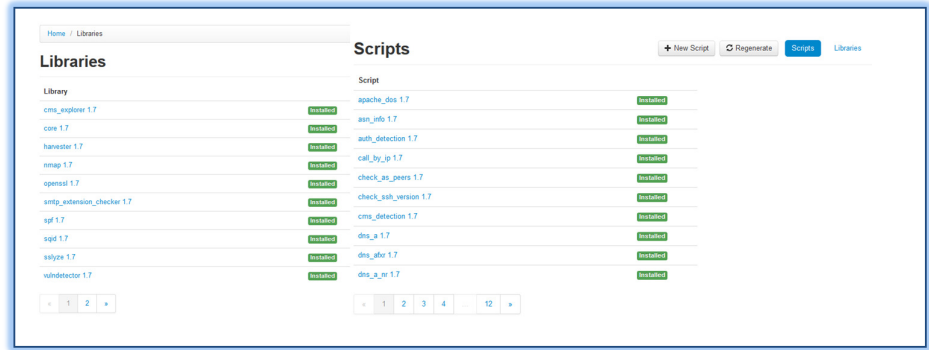 Home / Libraries
Libraries
Library
cms_explorer 1.7 Installed
core 1.7 Installed
harvester 1.7 Installed
nmap 1.7 Installed
openssl 1.7 Installed
smtp_extension_checker 1.7 Installed
spf 1.7 Installed
sqid 1.7 Installed
sslyze 1.7 Installed
vulndetector 1.7 Installed
« 1 2 »
Scripts
+ New Script Regenerate Scripts Libraries
Script
apache_dos 1.7 Installed
asn_info 1.7 Installed
auth_detection 1.7 Installed
call_by_ip 1.7 Installed
check_as_peers 1.7 Installed
check_ssh_version 1.7 Installed
cms_detection 1.7 Installed
dns_a 1.7 Installed
dns_afxr 1.7 Installed
dns_a_nr 1.7 Installed
« 1 2 3 4 ... 12 »